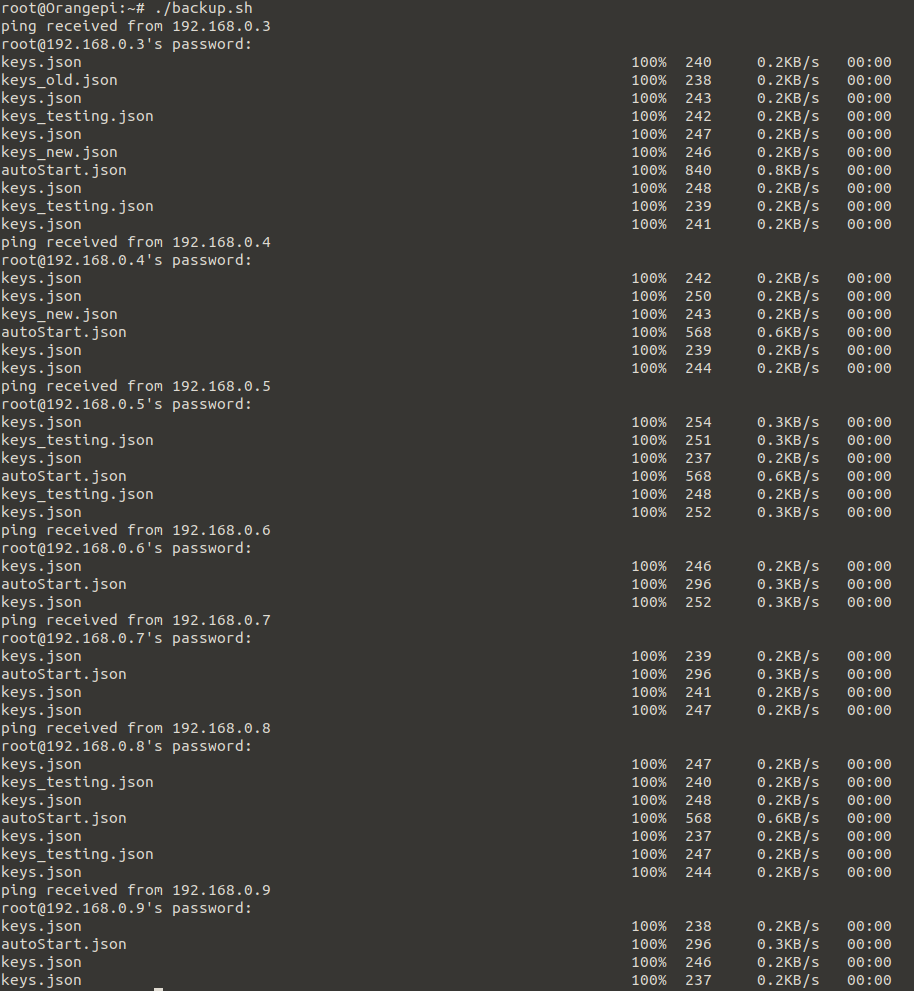 root@Orangepi:~# ./backup.sh
ping received from 192.168.0.3
root@192.168.0.3's password:
keys.json 100% 240 0.2KB/s 00:00
keys_old.json 100% 238 0.2KB/s 00:00
keys.json 100% 243 0.2KB/s 00:00
keys_testing.json 100% 242 0.2KB/s 00:00
keys.json 100% 247 0.2KB/s 00:00
keys_new.json 100% 246 0.2KB/s 00:00
autoStart.json 100% 840 0.8KB/s 00:00
keys.json 100% 248 0.2KB/s 00:00
keys_testing.json 100% 239 0.2KB/s 00:00
keys.json 100% 241 0.2KB/s 00:00
ping received from 192.168.0.4
root@192.168.0.4's password:
keys.json 100% 242 0.2KB/s 00:00
keys.json 100% 250 0.2KB/s 00:00
keys_new.json 100% 243 0.2KB/s 00:00
autoStart.json 100% 568 0.6KB/s 00:00
keys.json 100% 239 0.2KB/s 00:00
keys.json 100% 244 0.2KB/s 00:00
ping received from 192.168.0.5
root@192.168.0.5's password:
keys.json 100% 254 0.3KB/s 00:00
keys_testing.json 100% 251 0.3KB/s 00:00
keys.json 100% 237 0.2KB/s 00:00
autoStart.json 100% 568 0.6KB/s 00:00
keys_testing.json 100% 248 0.2KB/s 00:00
keys.json 100% 252 0.3KB/s 00:00
ping received from 192.168.0.6
root@192.168.0.6's password:
keys.json 100% 246 0.2KB/s 00:00
autoStart.json 100% 296 0.3KB/s 00:00
keys.json 100% 252 0.3KB/s 00:00
ping received from 192.168.0.7
root@192.168.0.7's password:
keys.json 100% 239 0.2KB/s 00:00
autoStart.json 100% 296 0.3KB/s 00:00
keys.json 100% 241 0.2KB/s 00:00
keys.json 100% 247 0.2KB/s 00:00
ping received from 192.168.0.8
root@192.168.0.8's password:
keys.json 100% 247 0.2KB/s 00:00
keys_testing.json 100% 240 0.2KB/s 00:00
keys.json 100% 248 0.2KB/s 00:00
autoStart.json 100% 568 0.6KB/s 00:00
keys.json 100% 237 0.2KB/s 00:00
keys_testing.json 100% 247 0.2KB/s 00:00
keys.json 100% 244 0.2KB/s 00:00
ping received from 192.168.0.9
root@192.168.0.9's password:
keys.json 100% 238 0.2KB/s 00:00
autoStart.json 100% 296 0.3KB/s 00:00
keys.json 100% 246 0.2KB/s 00:00
keys.json 100% 237 0.2KB/s 00:00